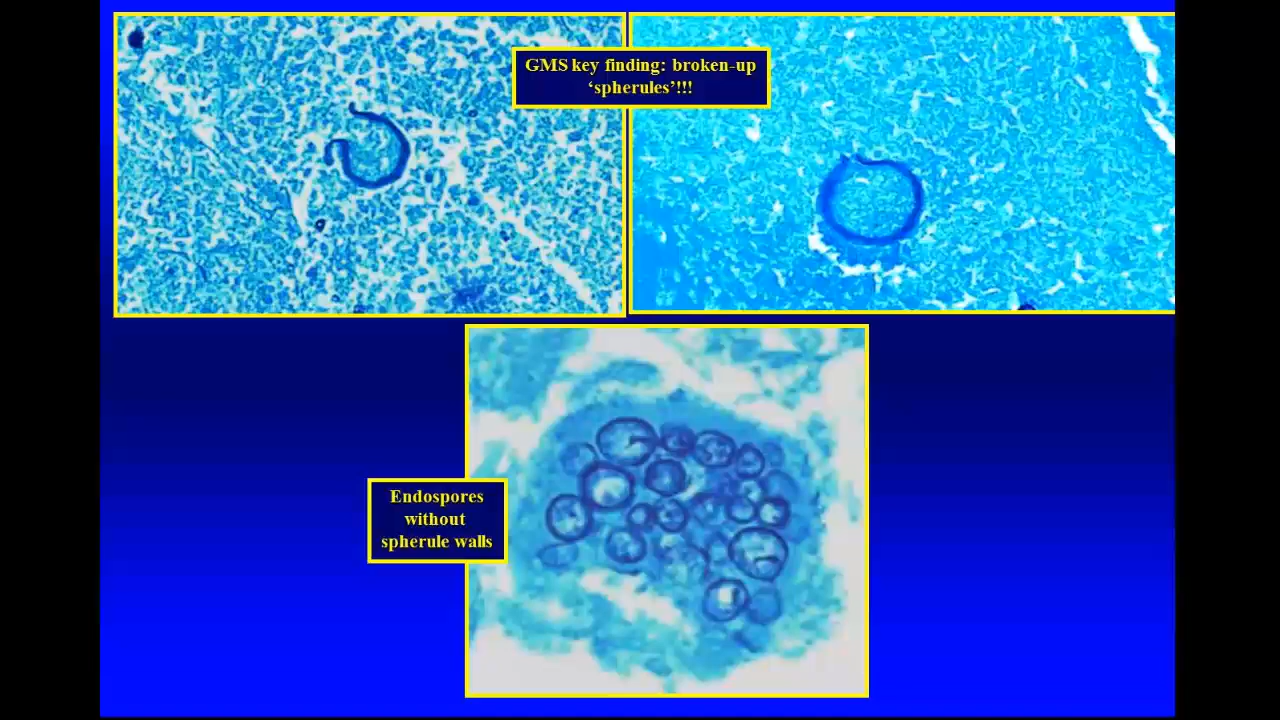 GMS key finding: broken-up
‘spherules’!!!
Endospores
without
spherule walls